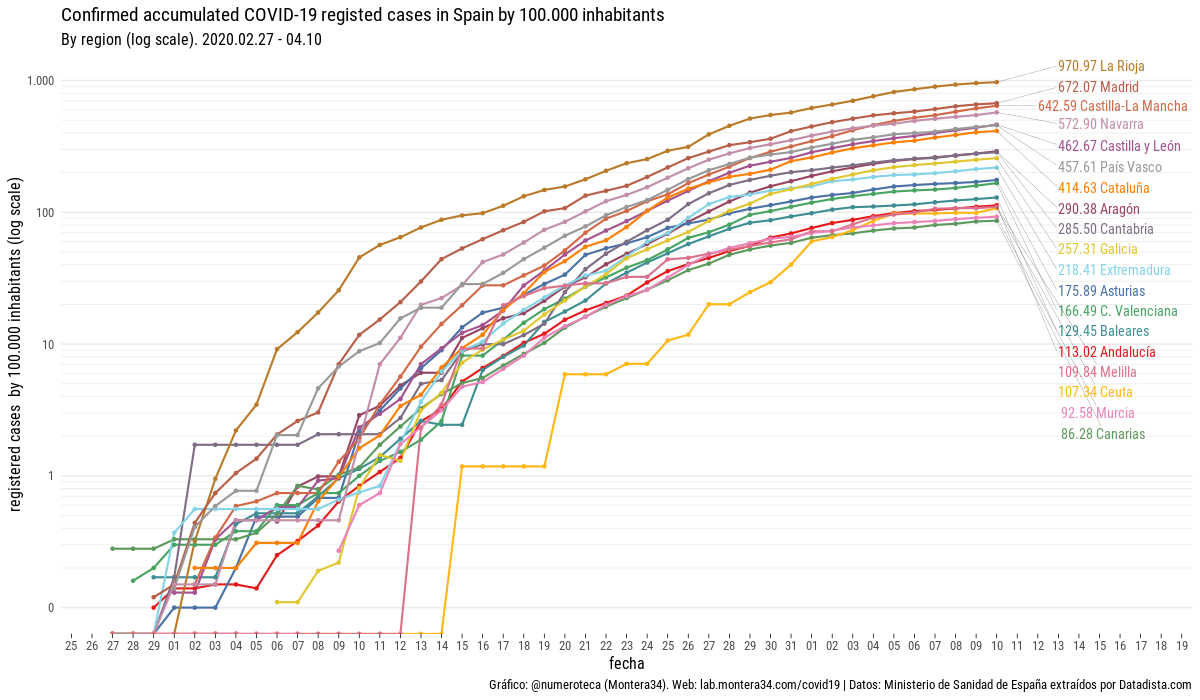 Confirmed accumulated COVID-19 registed cases in Spain by 100.000 inhabitants
By region (log scale). 2020.02.27 - 04.10
registered cases by 100.000 inhabitants (log scale)
1.000
100
10
1
0
970.97 La Rioja
672.07 Madrid
642.59 Castilla-La Mancha
572.90 Navarra
462.67 Castilla y León
457.61 País Vasco
414.63 Cataluña
290.38 Aragón
285.50 Cantabria
257.31 Galicia
218.41 Extremadura
175.89 Asturias
166.49 C. Valenciana
129.45 Baleares
113.02 Andalucía
109.84 Melilla
107.34 Ceuta
92.58 Murcia
86.28 Canarias
25 26 27 28 29 01 02 03 04 05 06 07 08 09 10 11 12 13 14 15 16 17 18 19 20 21 22 23 24 25 26 27 28 29 30 31 01 02 03 04 05 06 07 08 09 10 11 12 13 14 15 16 17 18 19
fecha
Gráfico: @numeroteca (Montera34). Web: lab.montera34.com/covid19 | Datos: Ministerio de Sanidad de España extraídos por Datadista.com